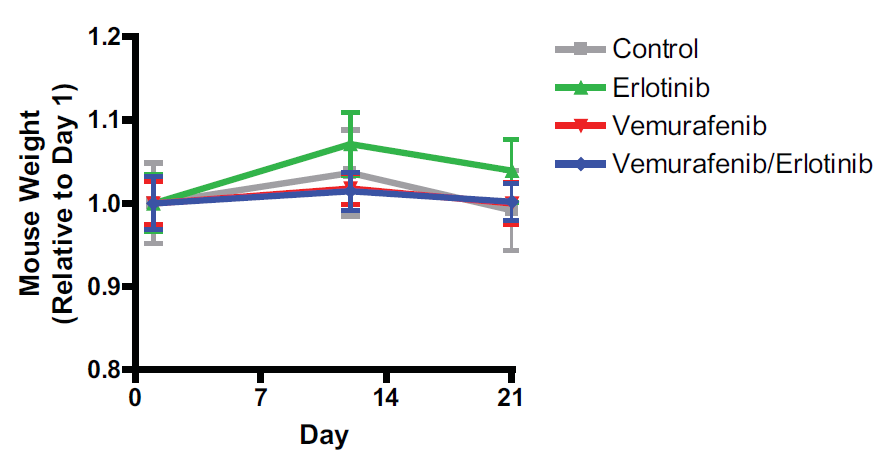 1.2
1.1
1.0
0.9
0.8
0
7
14
21
Mouse Weight
(Relative to Day 1)
Day
Control
Erlotinib
Vemurafenib
Vemurafenib/Erlotinib